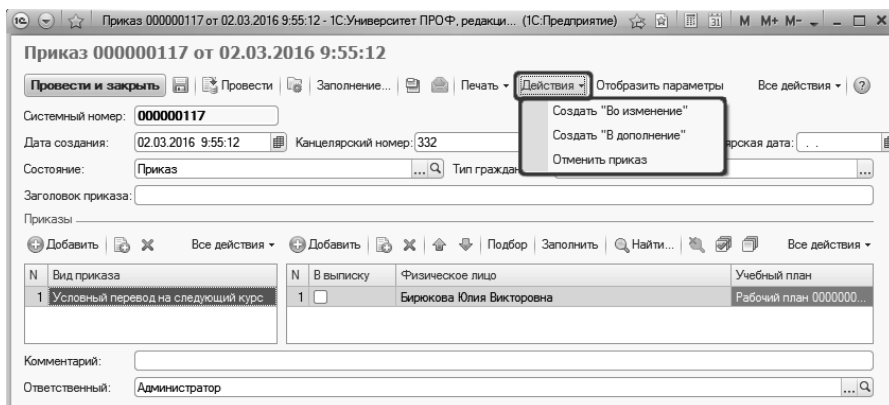 Приказ 000000117 от 02.03.2016 9:55:12 - 1С:Университет ПРОФ, редакци... (1С:Предприятие) 31 M M+ M-
Приказ 000000117 от 02.03.2016 9:55:12
Провести и закрыть Провести Заполнение... Печать Действия Отобразить параметры Все действия ?
Создать "Во изменение"
Создать "В дополнение"
Отменить приказ
Системный номер: 000000117
Дата создания: 02.03.2016 9:55:12 Канцелярский номер: 332 рская дата: . .
Состояние: Приказ ... Тип граждан ...
Заголовок приказа:
Приказы
Добавить Все действия Добавить Подбор Заполнить Найти... Все действия
N Вид приказа N В выписку Физическое лицо Учебный план
1 Условный перевод на следующий курс 1 Бирюкова Юлия Викторовна Рабочий план 0000000...
Комментарий:
Ответственный: Администратор ...